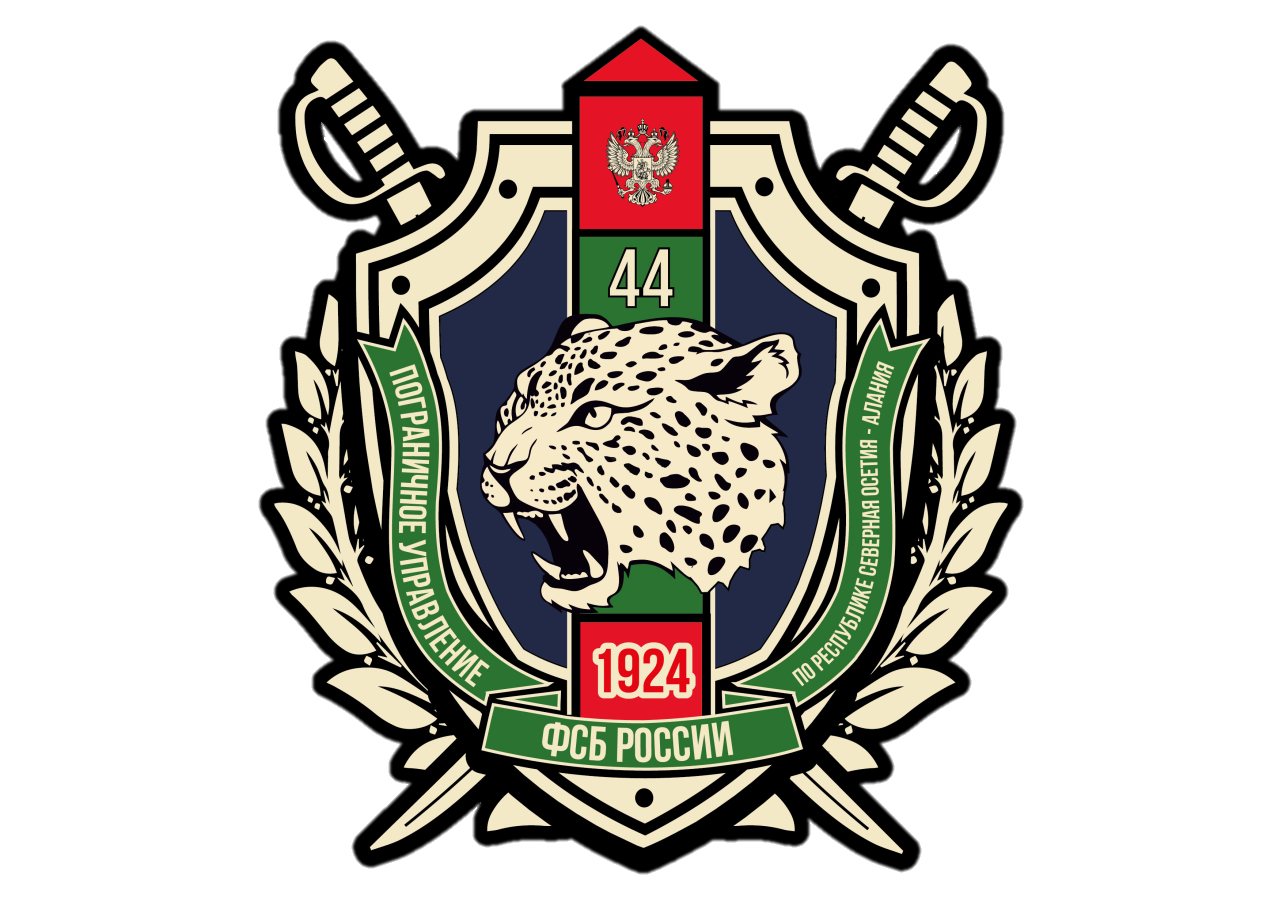 44
ПОГРАНИЧНОЕ УПРАВЛЕНИЕ
ПО РЕСПУБЛИКЕ СЕВЕРНАЯ ОСЕТИЯ - АЛАНИЯ
1924
ФСБ РОССИИ